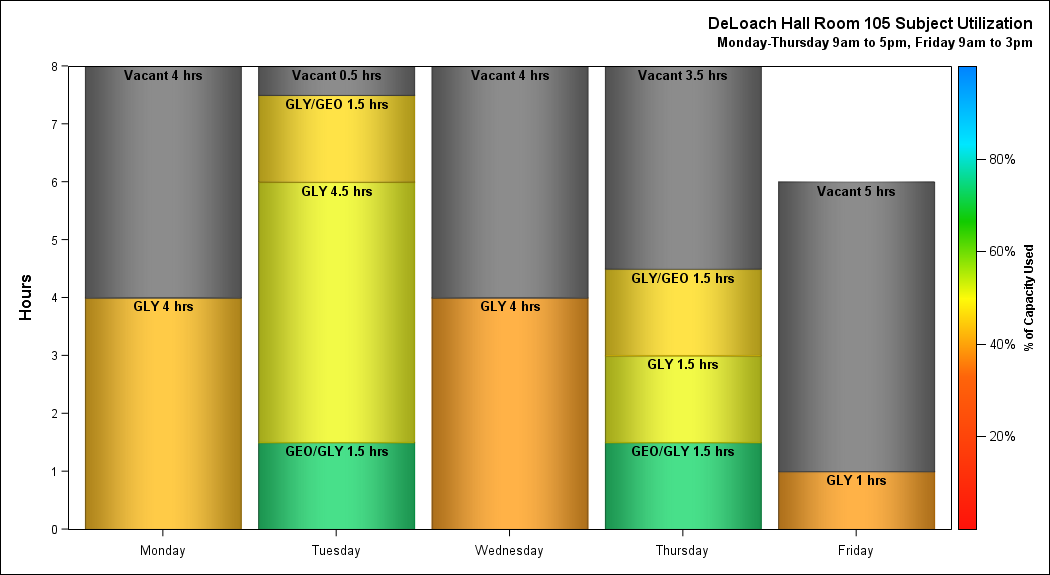 DeLoach Hall Room 105 Subject Utilization
Monday-Thursday 9am to 5pm, Friday 9am to 3pm
8
7
6
5
4
3
2
1
0
Hours
Vacant 4 hrs
GLY 4 hrs
Vacant 0.5 hrs
GLY/GEO 1.5 hrs
GLY 4.5 hrs
GEO/GLY 1.5 hrs
Vacant 4 hrs
GLY 4 hrs
Vacant 3.5 hrs
GLY/GEO 1.5 hrs
GLY 1.5 hrs
GEO/GLY 1.5 hrs
Vacant 5 hrs
GLY 1 hrs
Monday
Tuesday
Wednesday
Thursday
Friday
80%
60%
40%
20%
% of Capacity Used